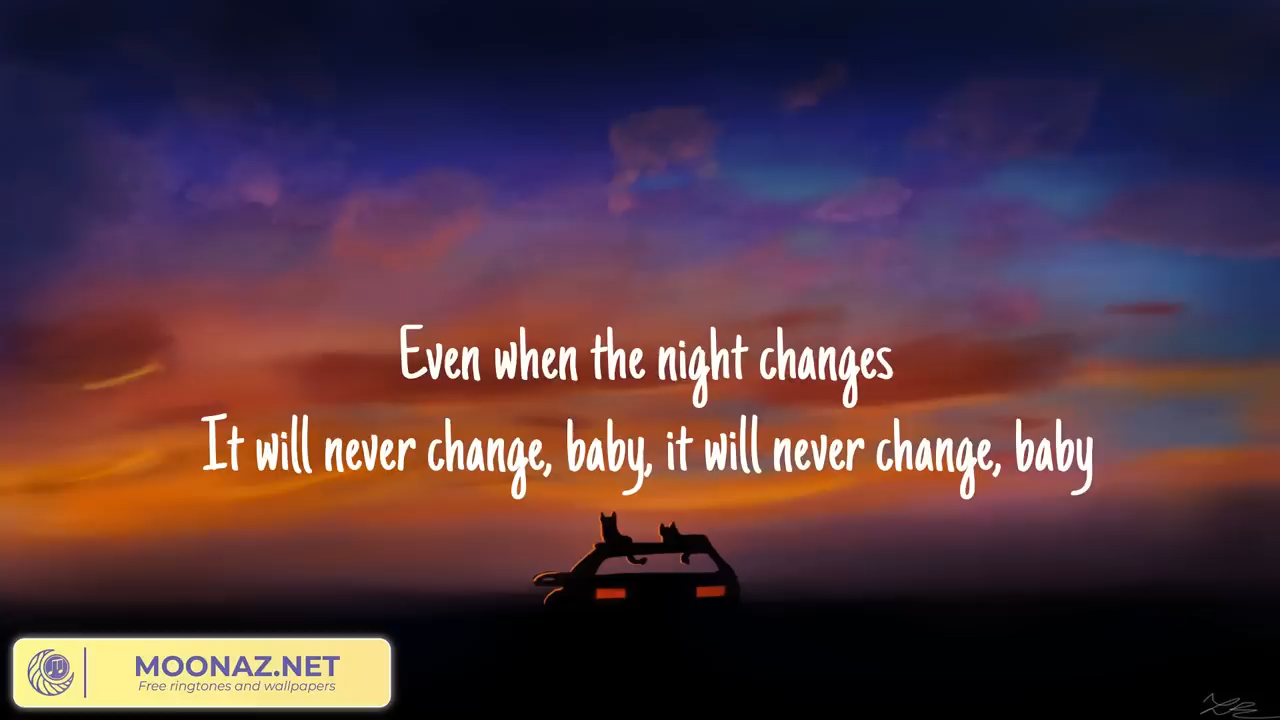 Even when the night changes
It will never change, baby, it will never change, baby
MOONAZ.NET
Free ringtones and wallpapers